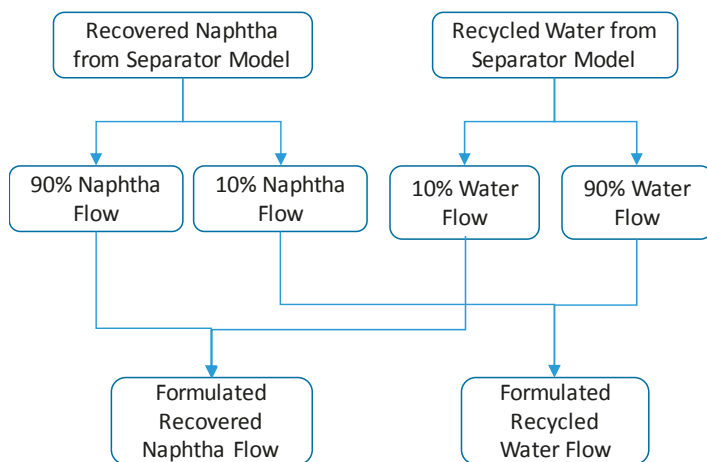 Recovered Naphtha
from Separator Model
Recycled Water from
Separator Model
90% Naphtha
Flow
10% Naphtha
Flow
10% Water
Flow
90% Water
Flow
Formulated
Recovered
Naphtha Flow
Formulated
Recycled
Water Flow